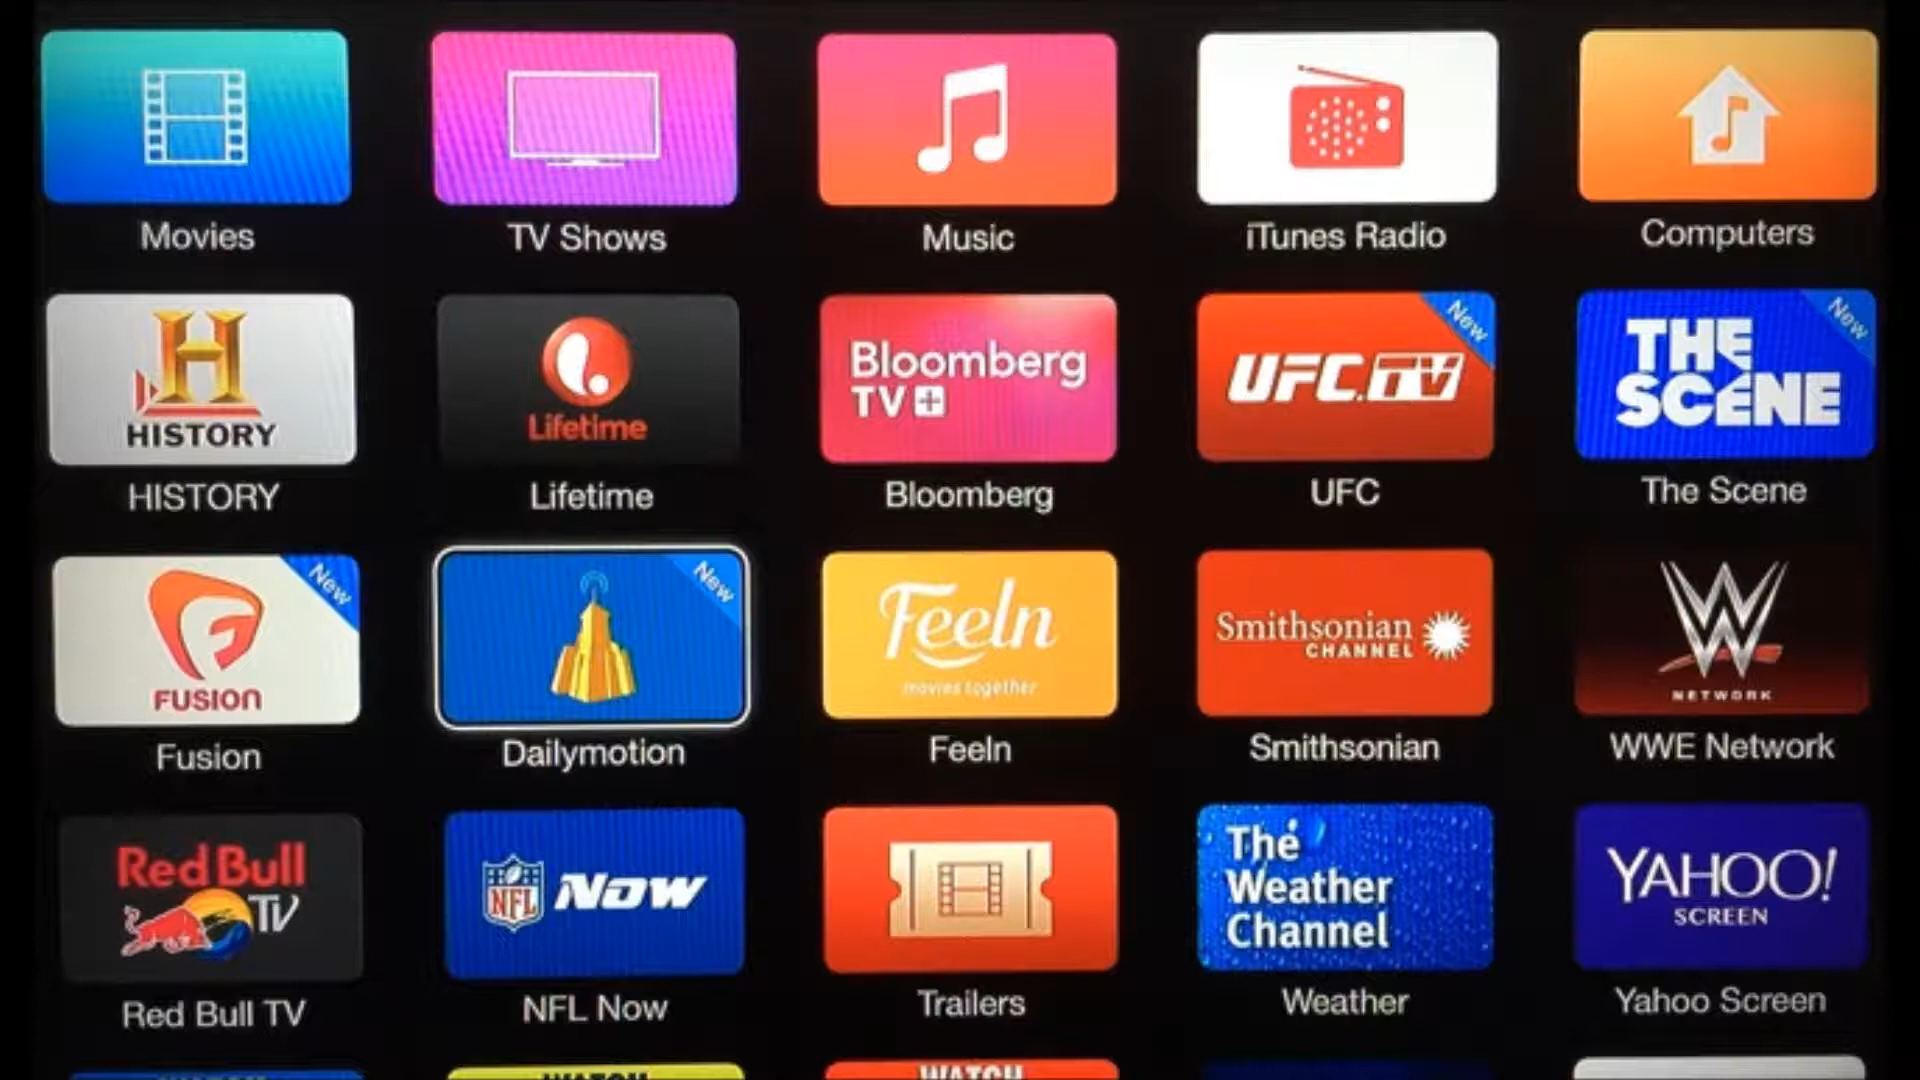 Movies
TV Shows
Music
iTunes Radio
Computers
HISTORY
HISTORY
Lifetime
Lifetime
Bloomberg
TV+
Bloomberg
New
UFC.TV
UFC
New
THE
SCENE
The Scene
New
FUSION
Fusion
New
Dailymotion
Feeln
movies together
Feeln
Smithsonian
CHANNEL
Smithsonian
W
NETWORK
WWE Network
Red Bull
TV
Red Bull TV
NFL Now
NFL Now
Trailers
The
Weather
Channel
Weather
YAHOO!
SCREEN
Yahoo Screen
WATCH
WATCH